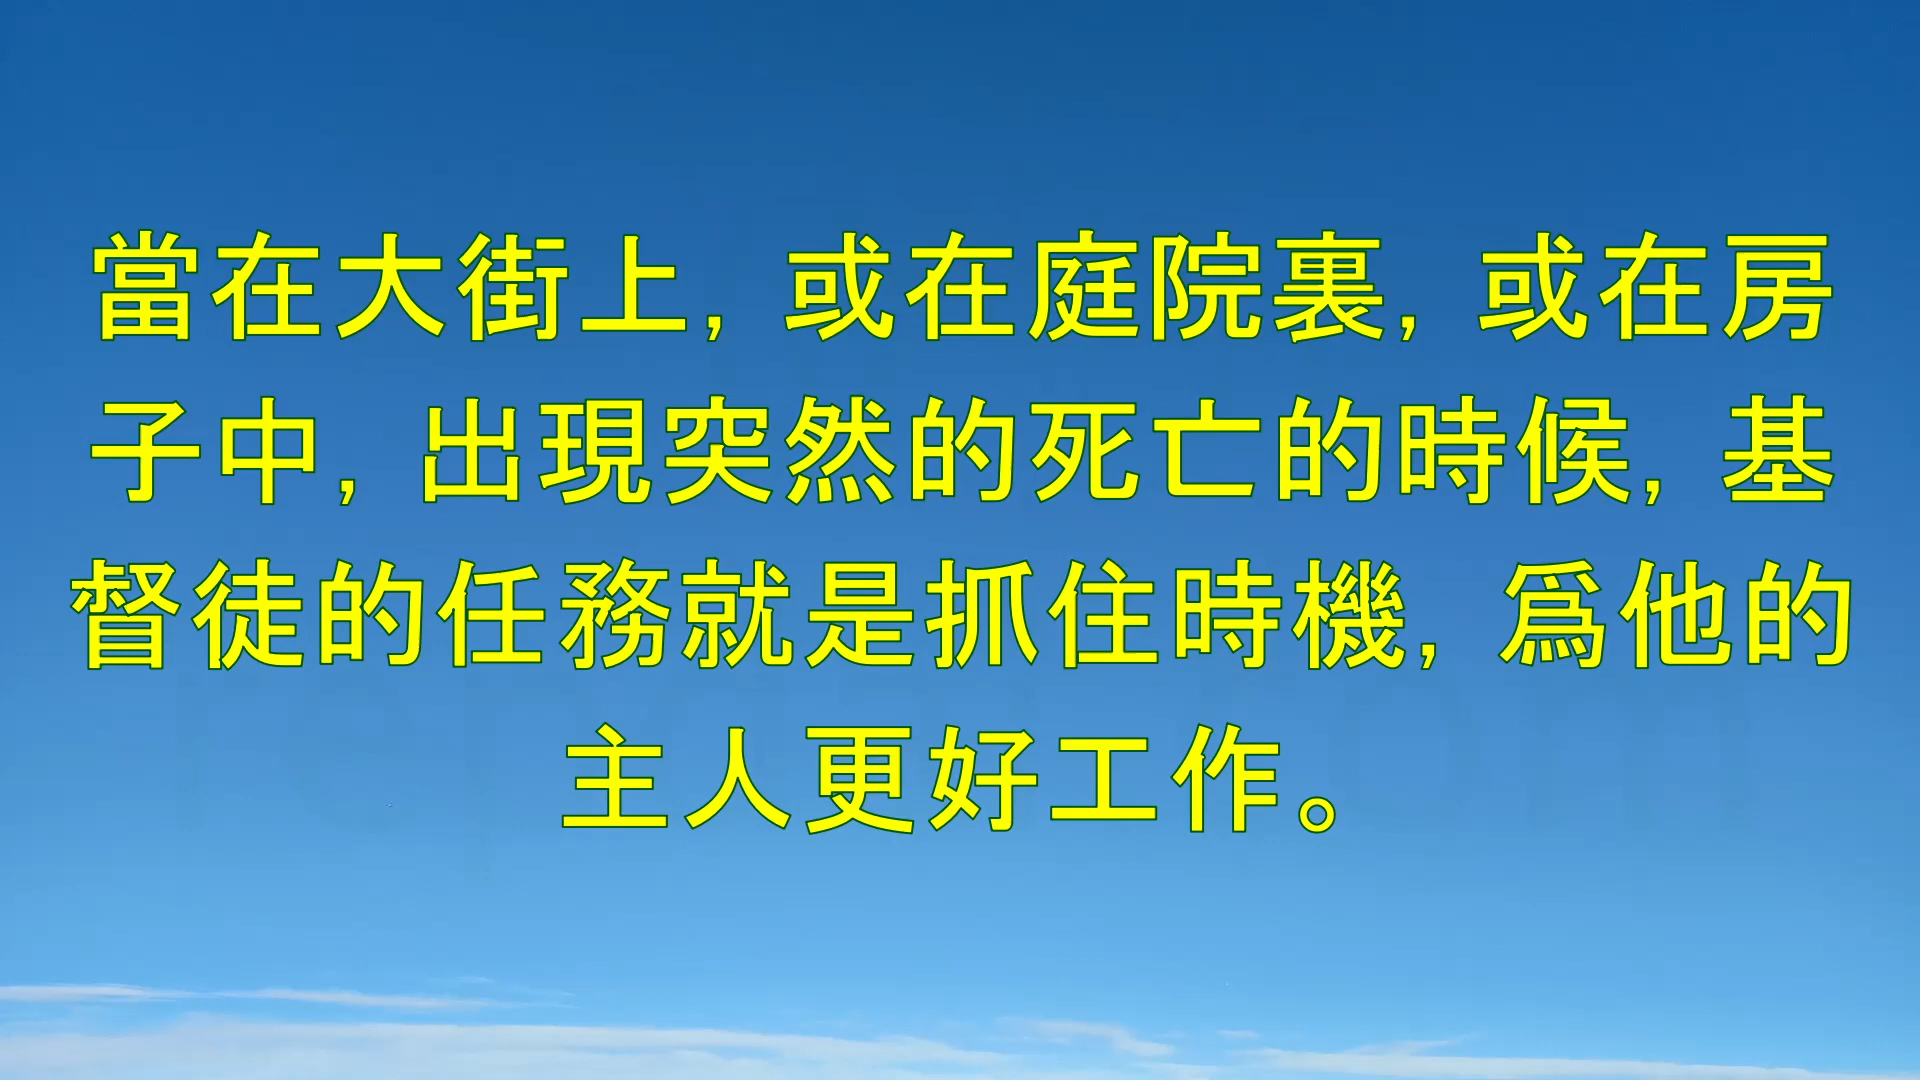 當在大街上, 或在庭院裏, 或在房
子中, 出現突然的死亡的時候, 基
督徒的任務就是抓住時機, 爲他的
主人更好工作。